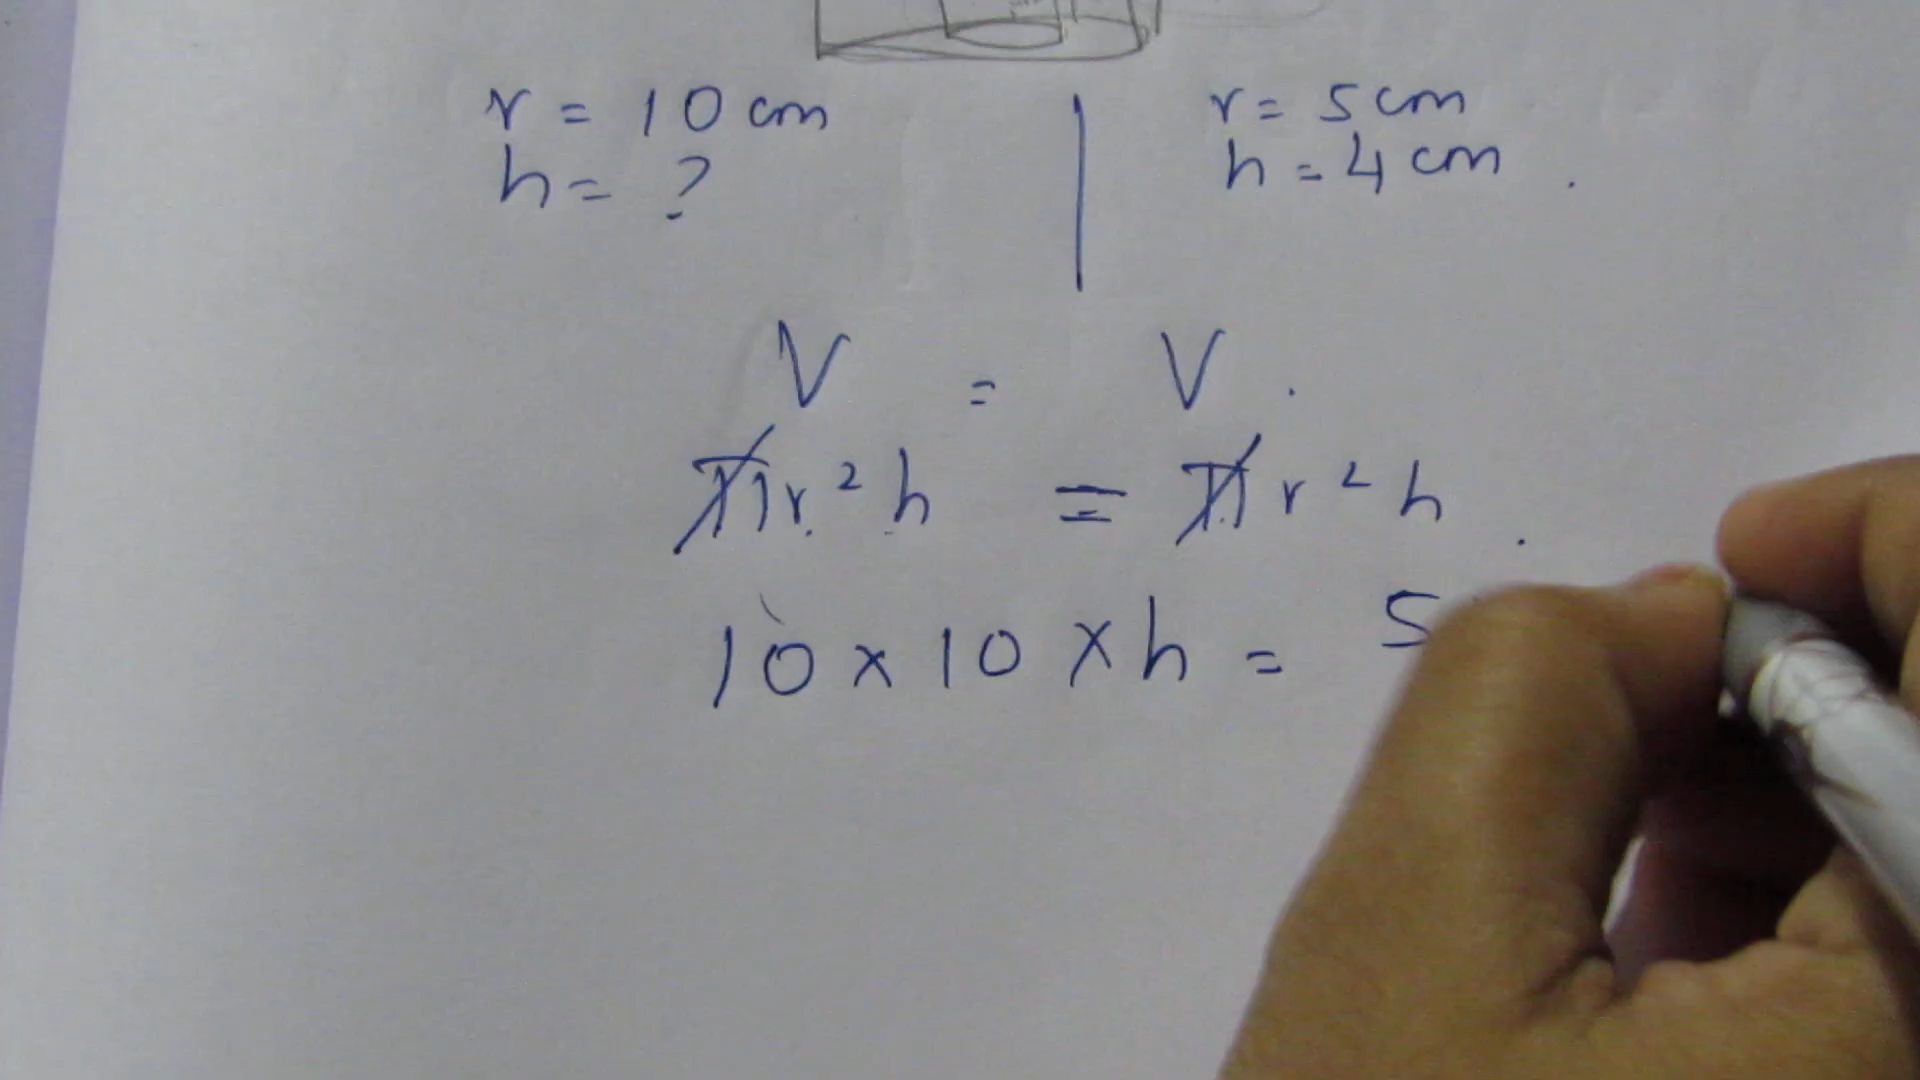 r = 10 cm
h = ?
r = 5 cm
h = 4 cm .
V = V .
πr²h = πr²h .
10 × 10 × h = 5